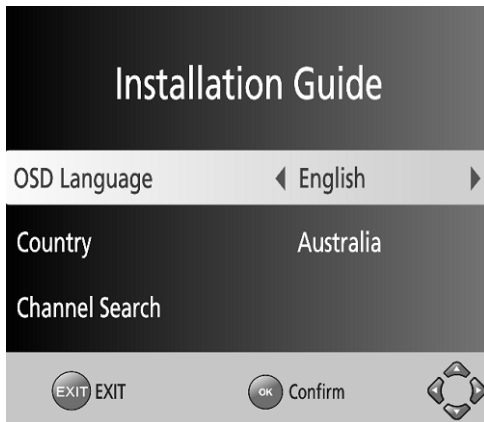 Installation Guide
OSD Language English
Country Australia
Channel Search
EXIT EXIT OK Confirm